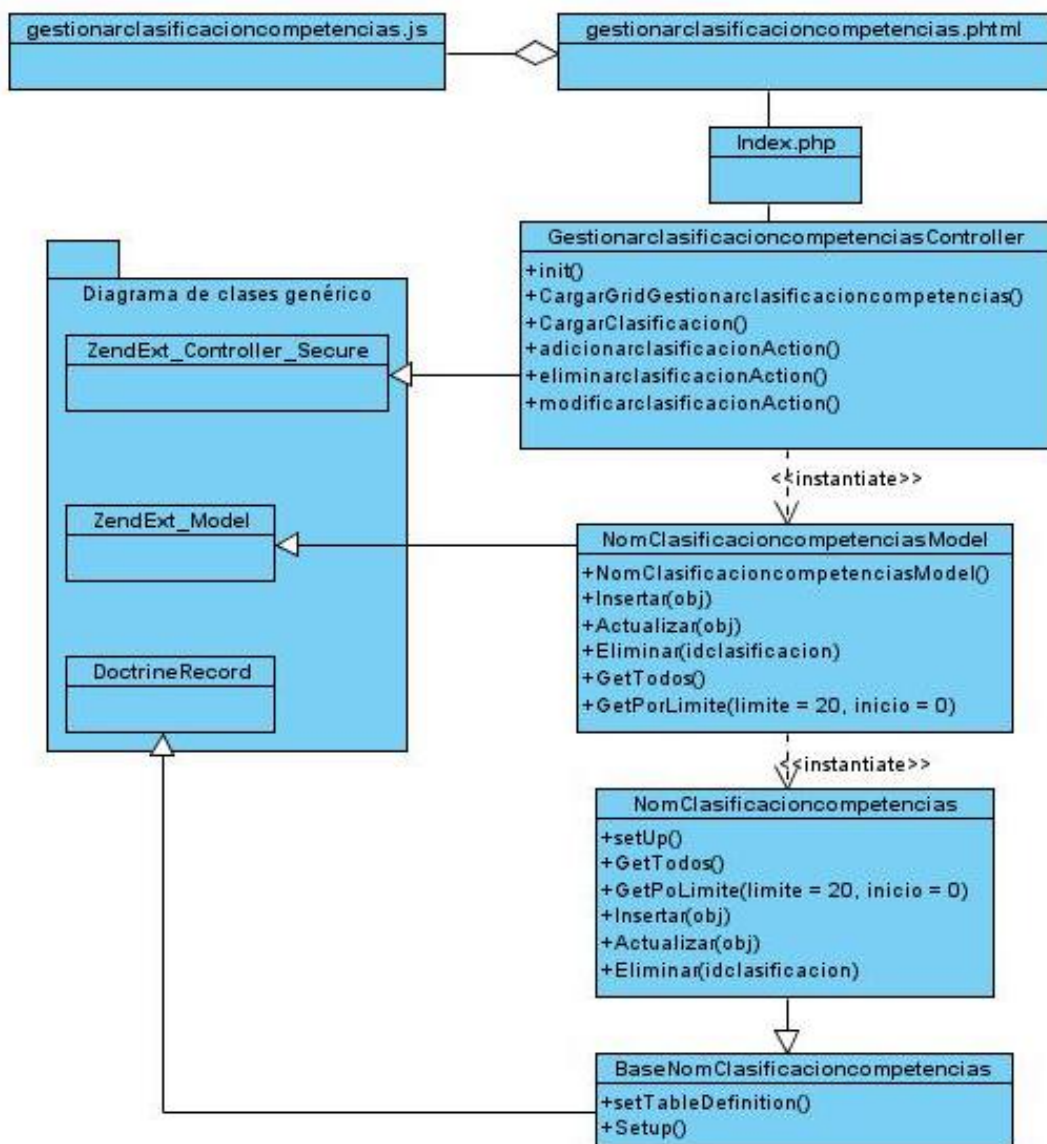 gestionarclasificacioncompetencias.js
gestionarclasificacioncompetencias.phtml
Index.php
GestionarclasificacioncompetenciasController
+init()
+CargarGridGestionarclasificacioncompetencias()
+CargarClasificacion()
+adicionarclasificacionAction()
+eliminarclasificacionAction()
+modificarclasificacionAction()
Diagrama de clases genérico
ZendExt_Controller_Secure
ZendExt_Model
DoctrineRecord
<<instantiate>>
NomClasificacioncompetenciasModel
+NomClasificacioncompetenciasModel()
+Insertar(obj)
+Actualizar(obj)
+Eliminar(idclasificacion)
+GetTodos()
+GetPorLimite(limite = 20, inicio = 0)
<<instantiate>>
NomClasificacioncompetencias
+setUp()
+GetTodos()
+GetPoLimite(limite = 20, inicio = 0)
+Insertar(obj)
+Actualizar(obj)
+Eliminar(idclasificacion)
BaseNomClasificacioncompetencias
+setTableDefinition()
+Setup()